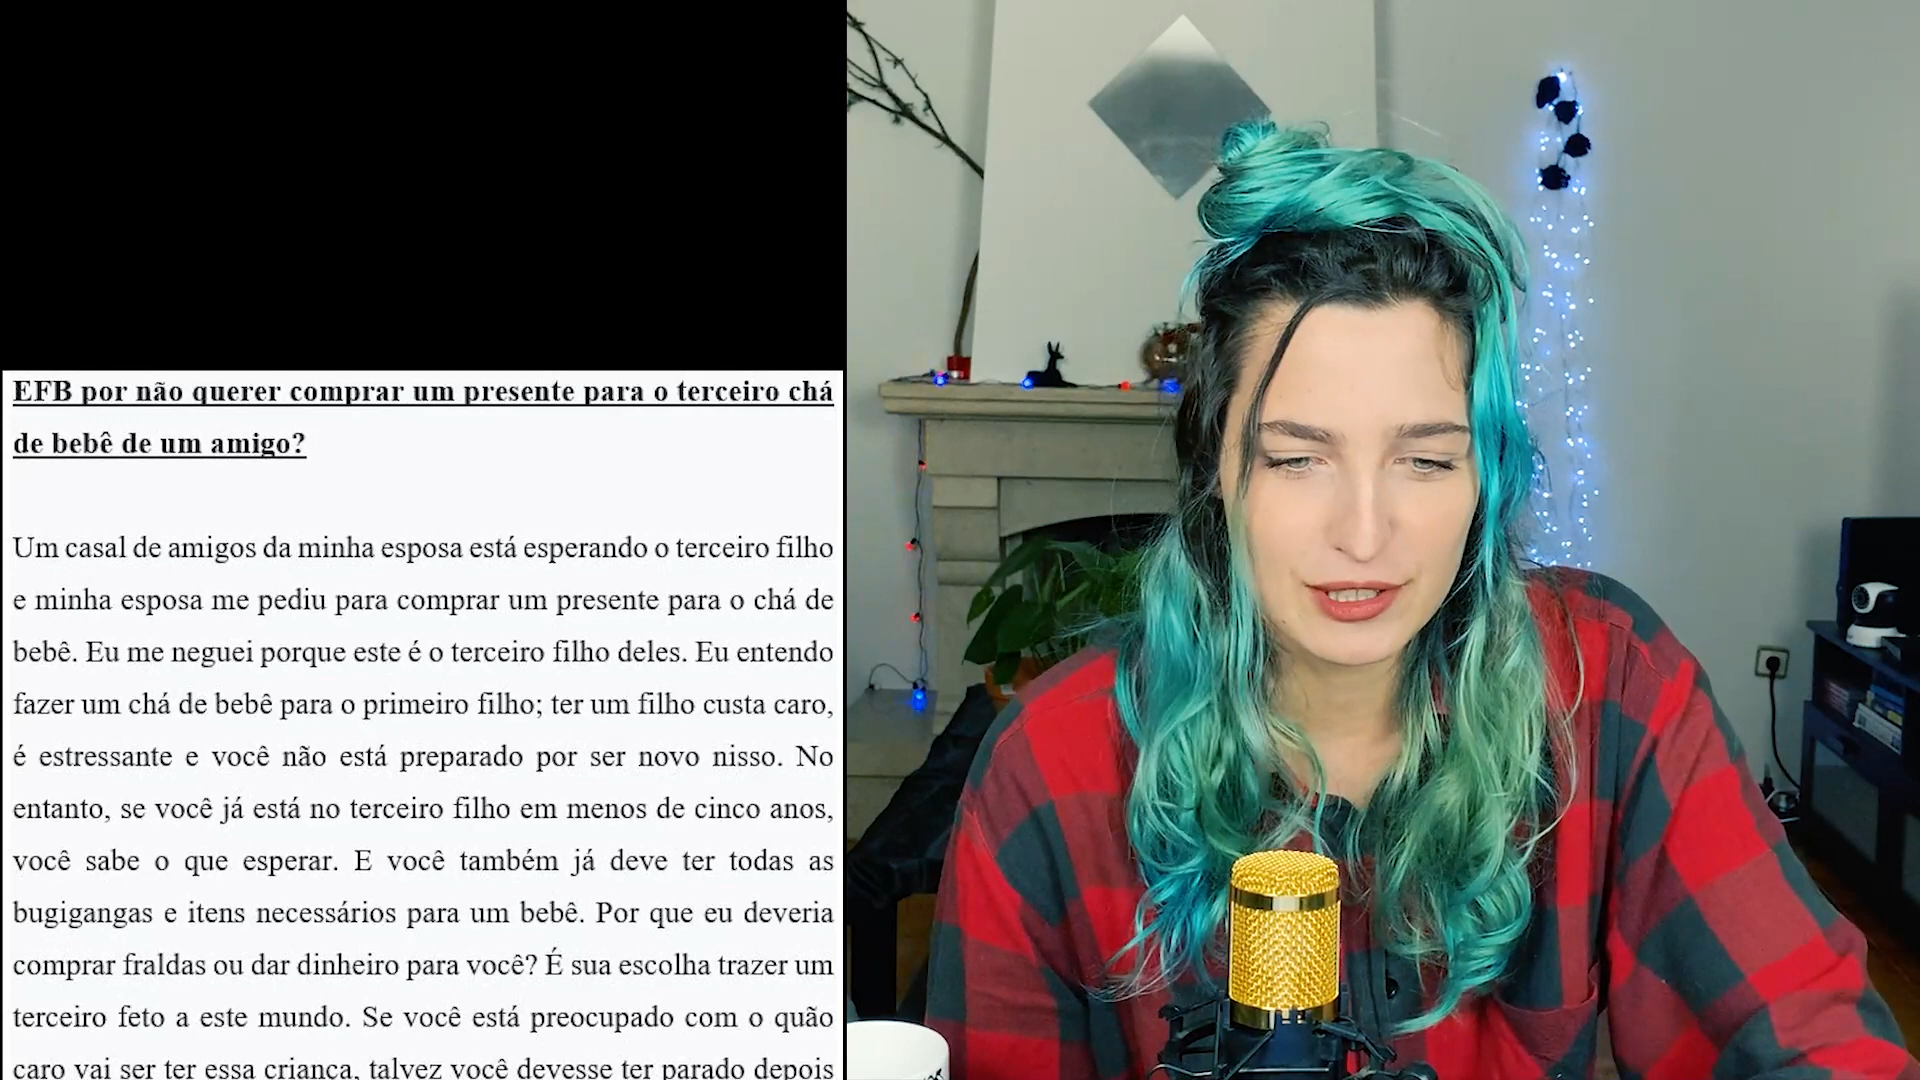 EFB por não querer comprar um presente para o terceiro chá
de bebê de um amigo?
Um casal de amigos da minha esposa está esperando o terceiro filho
e minha esposa me pediu para comprar um presente para o chá de
bebê. Eu me neguei porque este é o terceiro filho deles. Eu entendo
fazer um chá de bebê para o primeiro filho; ter um filho custa caro,
é estressante e você não está preparado por ser novo nisso. No
entanto, se você já está no terceiro filho em menos de cinco anos,
você sabe o que esperar. E você também já deve ter todas as
bugigangas e itens necessários para um bebê. Por que eu deveria
comprar fraldas ou dar dinheiro para você? É sua escolha trazer um
terceiro feto a este mundo. Se você está preocupado com o quão
caro vai ser ter essa criança, talvez você devesse ter parado depois